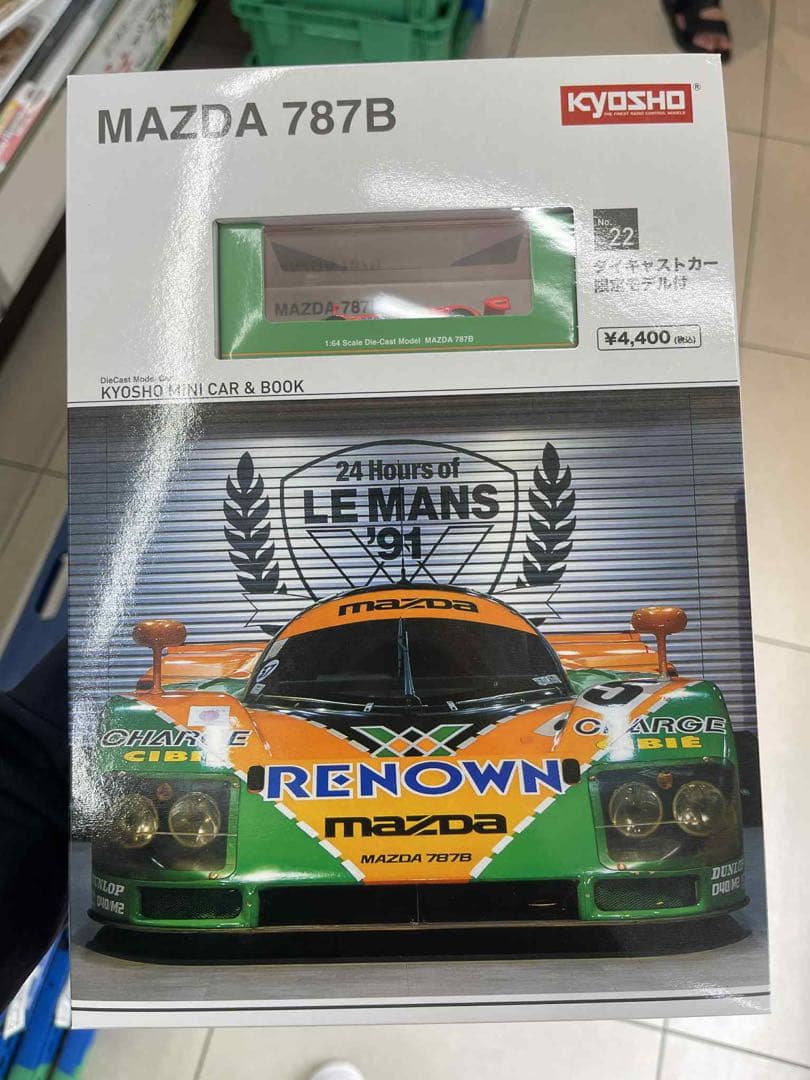 MAZDA 787B
KYOSHO®
THE FINEST RADIO CONTROL MODELS
No.
22
ダイキャストカー
限定モデル付
¥4,400 (税込)
MAZDA 787
1:64 Scale Die-Cast Model MAZDA 787B
DieCast Model Car
KYOSHO MINI CAR & BOOK
24 Hours of
LE MANS
'91
mazda
CHARGE
CIBIÉ
CHARGE
CIBIÉ
RENOWN
mazda
MAZDA 787B
DUNLOP
D40/M2
DUNLOP
D40/M2